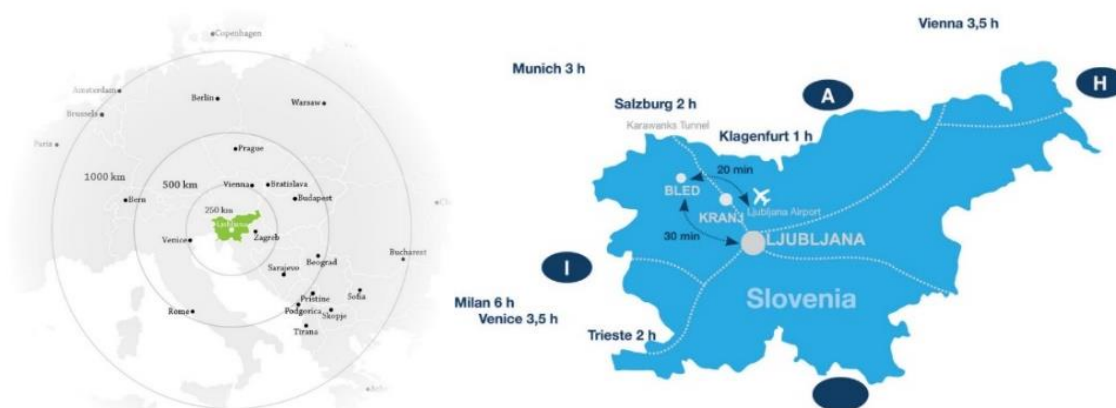 Copenhagen
Amsterdam
Berlin
Warsaw
Brussels
Paris
Prague
1000 km
500 km
Vienna
Bratislava
Bern
Budapest
250 km
Ljubljana
Zagreb
Venice
Beograd
Bucharest
Sarajevo
Pristine
Sofia
Rome
Podgorica
Skopje
Tirana
Vienna 3,5 h
Munich 3 h
H
A
Salzburg 2 h
Karawanks Tunnel
Klagenfurt 1 h
20 min
BLED
KRANJ
Ljubljana Airport
30 min
LJUBLJANA
I
Slovenia
Milan 6 h
Venice 3,5 h
Trieste 2 h